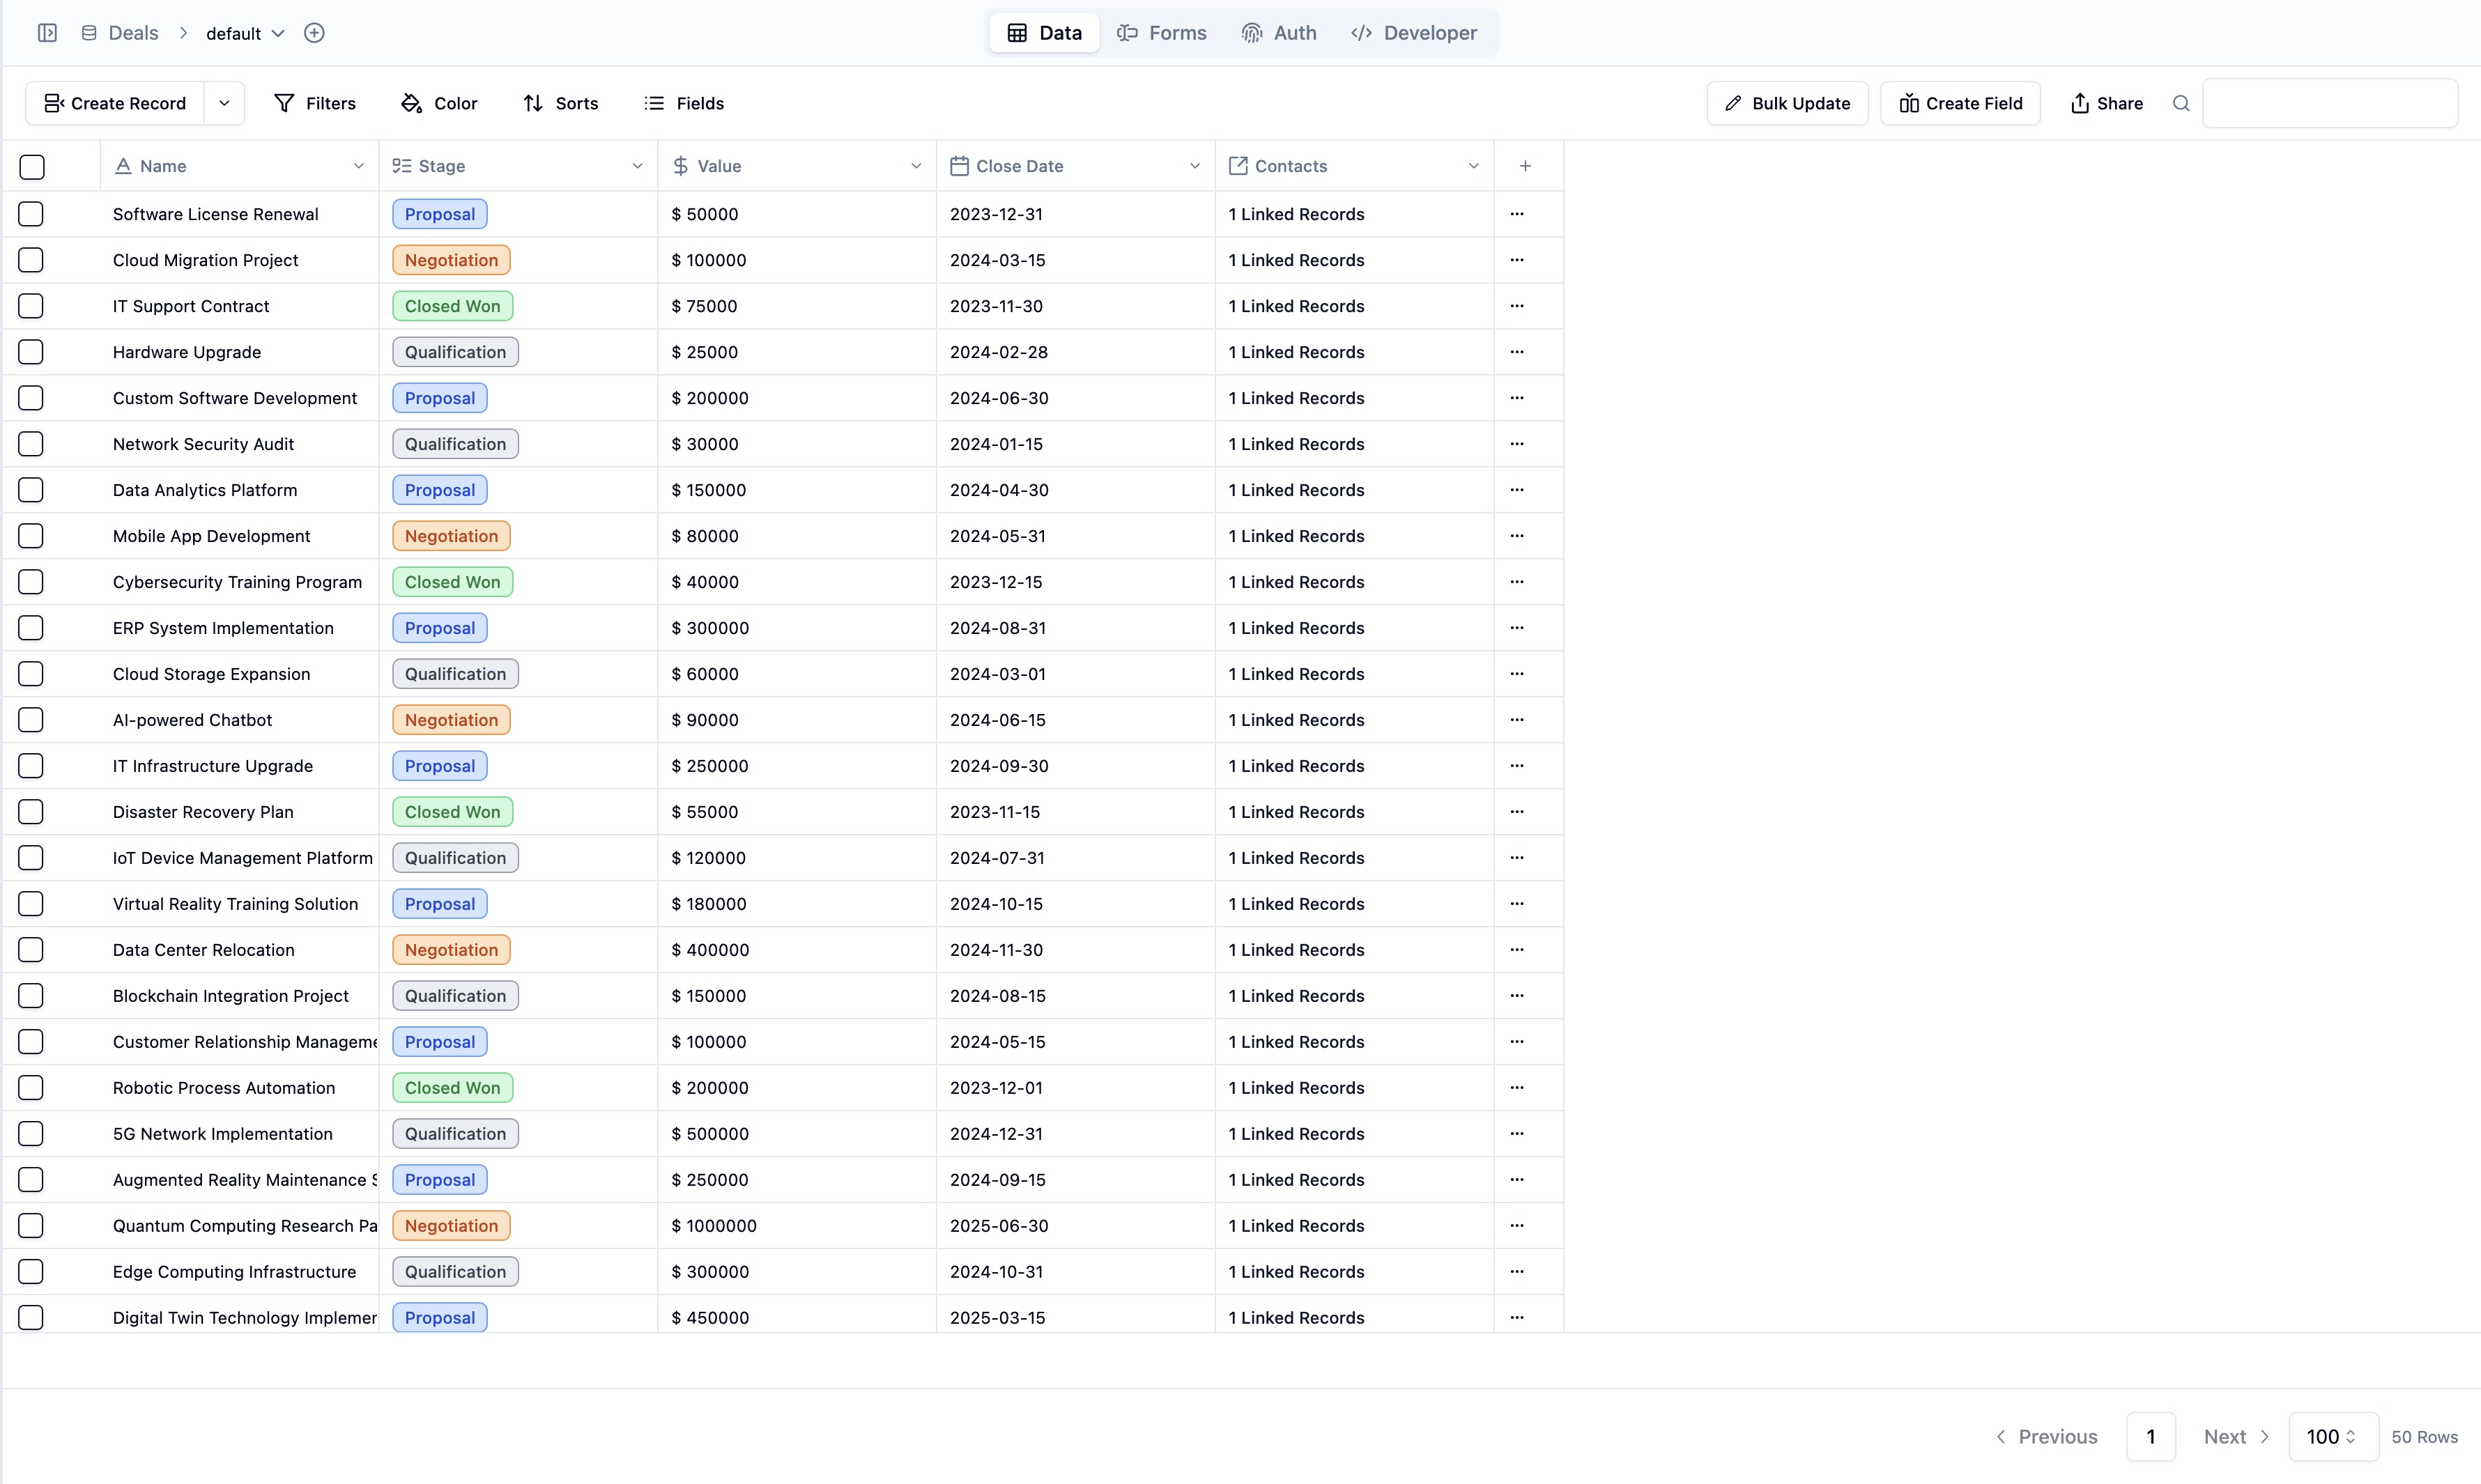 Deals > default
Data Forms Auth Developer
Create Record Filters Color Sorts Fields Bulk Update Create Field Share
Name Stage Value Close Date Contacts +
Software License Renewal Proposal $ 50000 2023-12-31 1 Linked Records ...
Cloud Migration Project Negotiation $ 100000 2024-03-15 1 Linked Records ...
IT Support Contract Closed Won $ 75000 2023-11-30 1 Linked Records ...
Hardware Upgrade Qualification $ 25000 2024-02-28 1 Linked Records ...
Custom Software Development Proposal $ 200000 2024-06-30 1 Linked Records ...
Network Security Audit Qualification $ 30000 2024-01-15 1 Linked Records ...
Data Analytics Platform Proposal $ 150000 2024-04-30 1 Linked Records ...
Mobile App Development Negotiation $ 80000 2024-05-31 1 Linked Records ...
Cybersecurity Training Program Closed Won $ 40000 2023-12-15 1 Linked Records ...
ERP System Implementation Proposal $ 300000 2024-08-31 1 Linked Records ...
Cloud Storage Expansion Qualification $ 60000 2024-03-01 1 Linked Records ...
AI-powered Chatbot Negotiation $ 90000 2024-06-15 1 Linked Records ...
IT Infrastructure Upgrade Proposal $ 250000 2024-09-30 1 Linked Records ...
Disaster Recovery Plan Closed Won $ 55000 2023-11-15 1 Linked Records ...
IoT Device Management Platform Qualification $ 120000 2024-07-31 1 Linked Records ...
Virtual Reality Training Solution Proposal $ 180000 2024-10-15 1 Linked Records ...
Data Center Relocation Negotiation $ 400000 2024-11-30 1 Linked Records ...
Blockchain Integration Project Qualification $ 150000 2024-08-15 1 Linked Records ...
Customer Relationship Manageme Proposal $ 100000 2024-05-15 1 Linked Records ...
Robotic Process Automation Closed Won $ 200000 2023-12-01 1 Linked Records ...
5G Network Implementation Qualification $ 500000 2024-12-31 1 Linked Records ...
Augmented Reality Maintenance S Proposal $ 250000 2024-09-15 1 Linked Records ...
Quantum Computing Research Pa Negotiation $ 1000000 2025-06-30 1 Linked Records ...
Edge Computing Infrastructure Qualification $ 300000 2024-10-31 1 Linked Records ...
Digital Twin Technology Implemen Proposal $ 450000 2025-03-15 1 Linked Records ...
Previous 1 Next 100 50 Rows